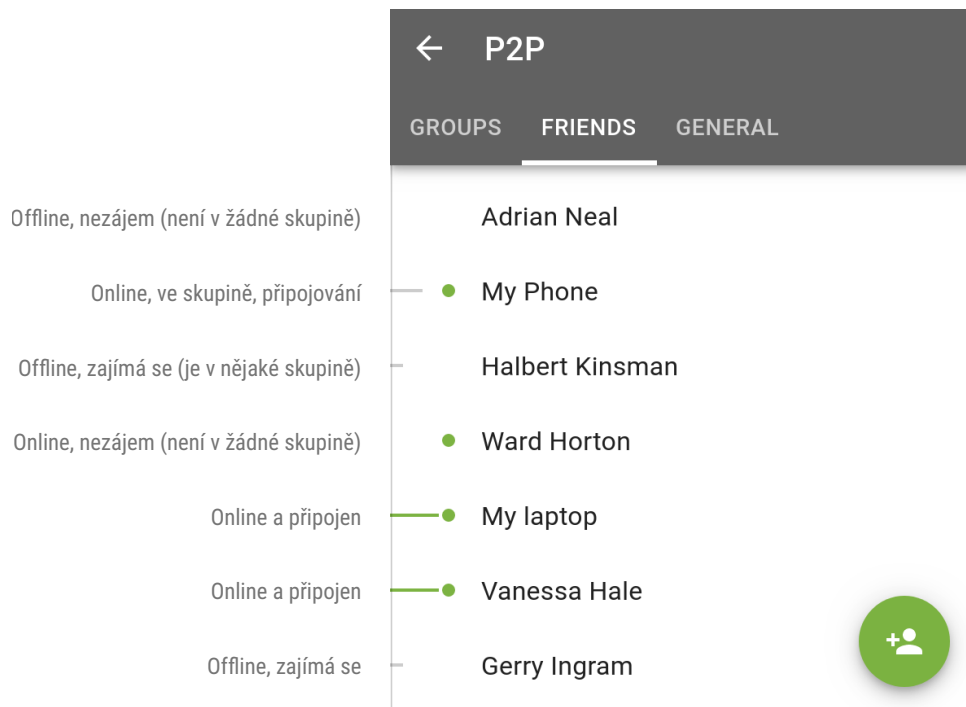 P2P
GROUPS FRIENDS GENERAL
Offline, nezájem (není v žádné skupině) Adrian Neal
Online, ve skupině, připojování My Phone
Offline, zajímá se (je v nějaké skupině) Halbert Kinsman
Online, nezájem (není v žádné skupině) Ward Horton
Online a připojen My laptop
Online a připojen Vanessa Hale
Offline, zajímá se Gerry Ingram